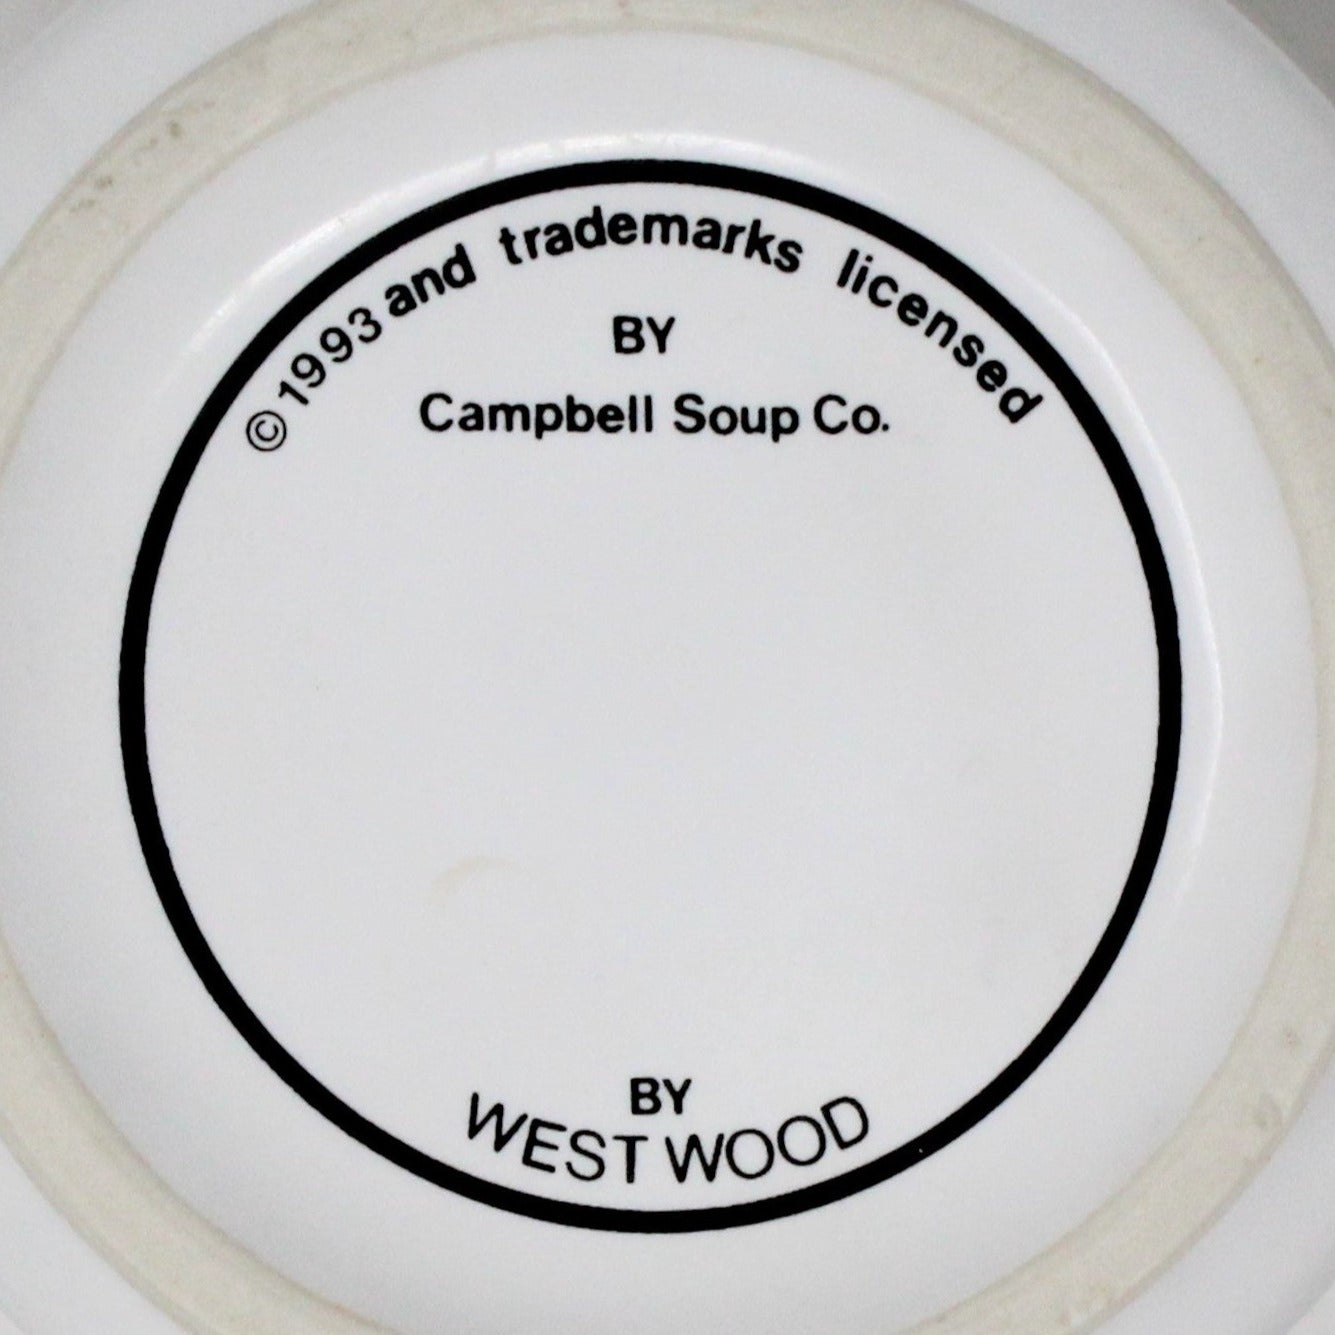 © 1993 and trademarks licensed
BY
Campbell Soup Co.
BY
WEST WOOD